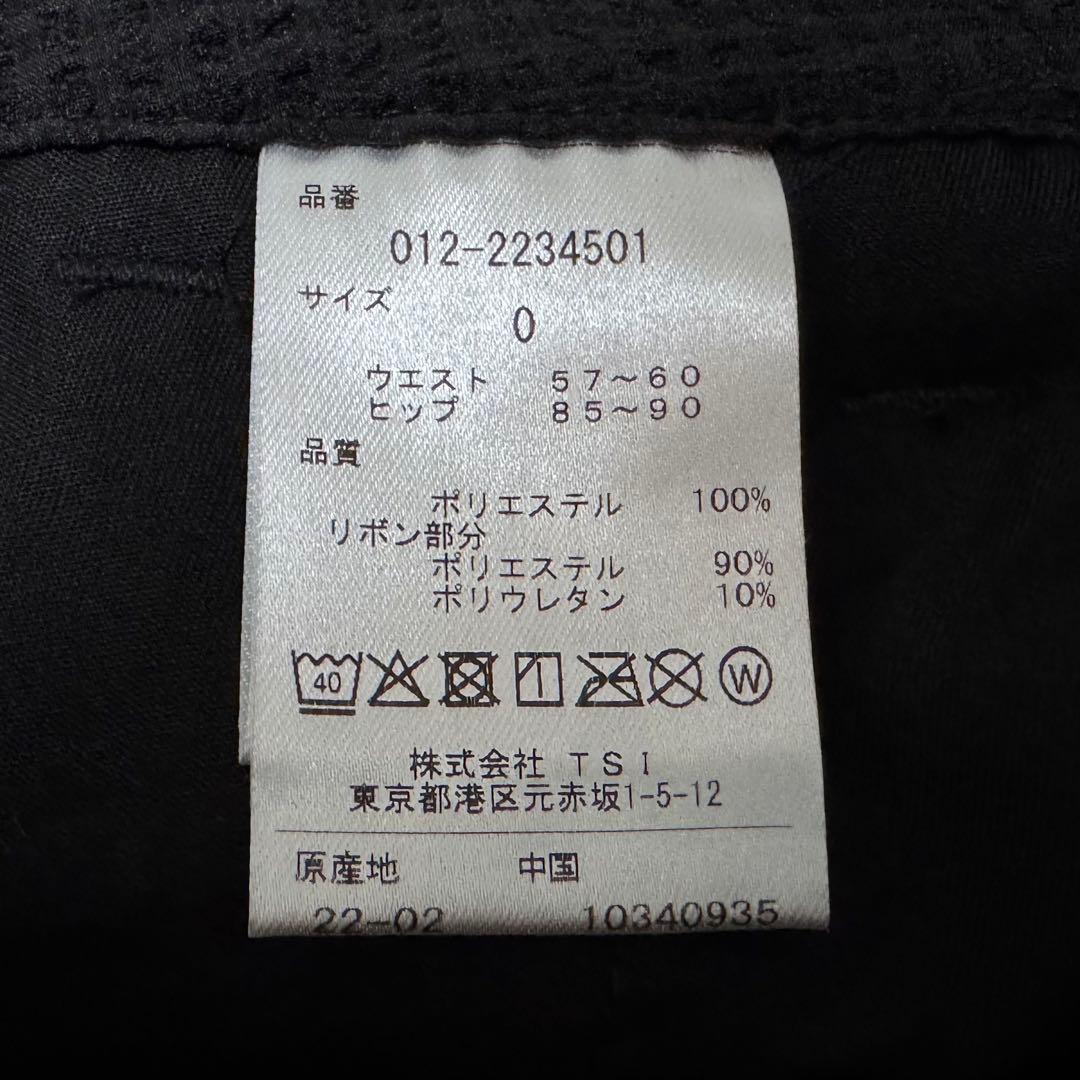 品番
012-2234501
サイズ
0
ウエスト 57～60
ヒップ 85～90
品質
ポリエステル 100%
リボン部分
ポリエステル 90%
ポリウレタン 10%
40 W
株式会社 TSI
東京都港区元赤坂1-5-12
原産地 中国
22-02 10340935